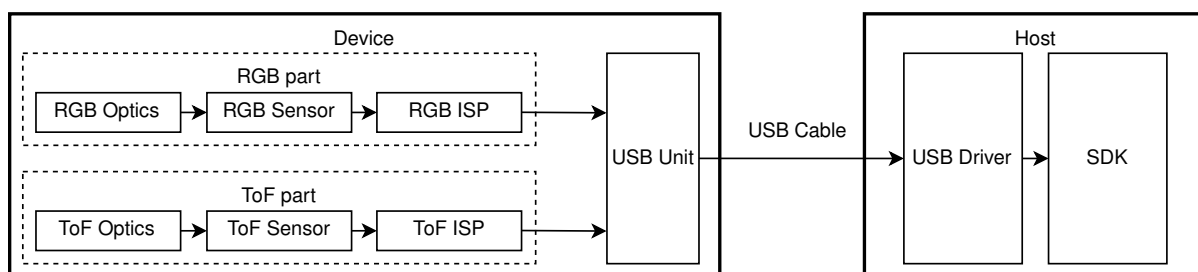 Device
RGB part
RGB Optics
RGB Sensor
RGB ISP
ToF part
ToF Optics
ToF Sensor
ToF ISP
USB Unit
USB Cable
Host
USB Driver
SDK